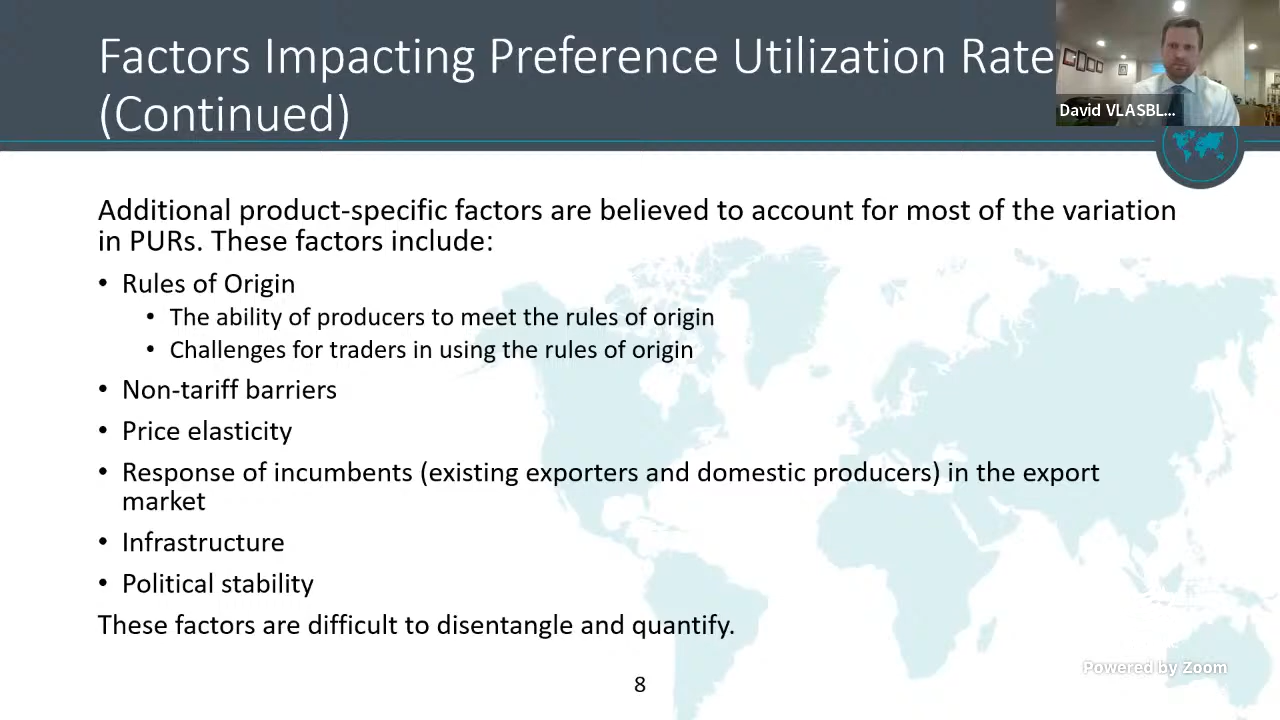 Factors Impacting Preference Utilization Rate
(Continued)
David VLASBL...
Additional product-specific factors are believed to account for most of the variation
in PURs. These factors include:
• Rules of Origin
• The ability of producers to meet the rules of origin
• Challenges for traders in using the rules of origin
• Non-tariff barriers
• Price elasticity
• Response of incumbents (existing exporters and domestic producers) in the export
market
• Infrastructure
• Political stability
These factors are difficult to disentangle and quantify.
Powered by Zoom
8